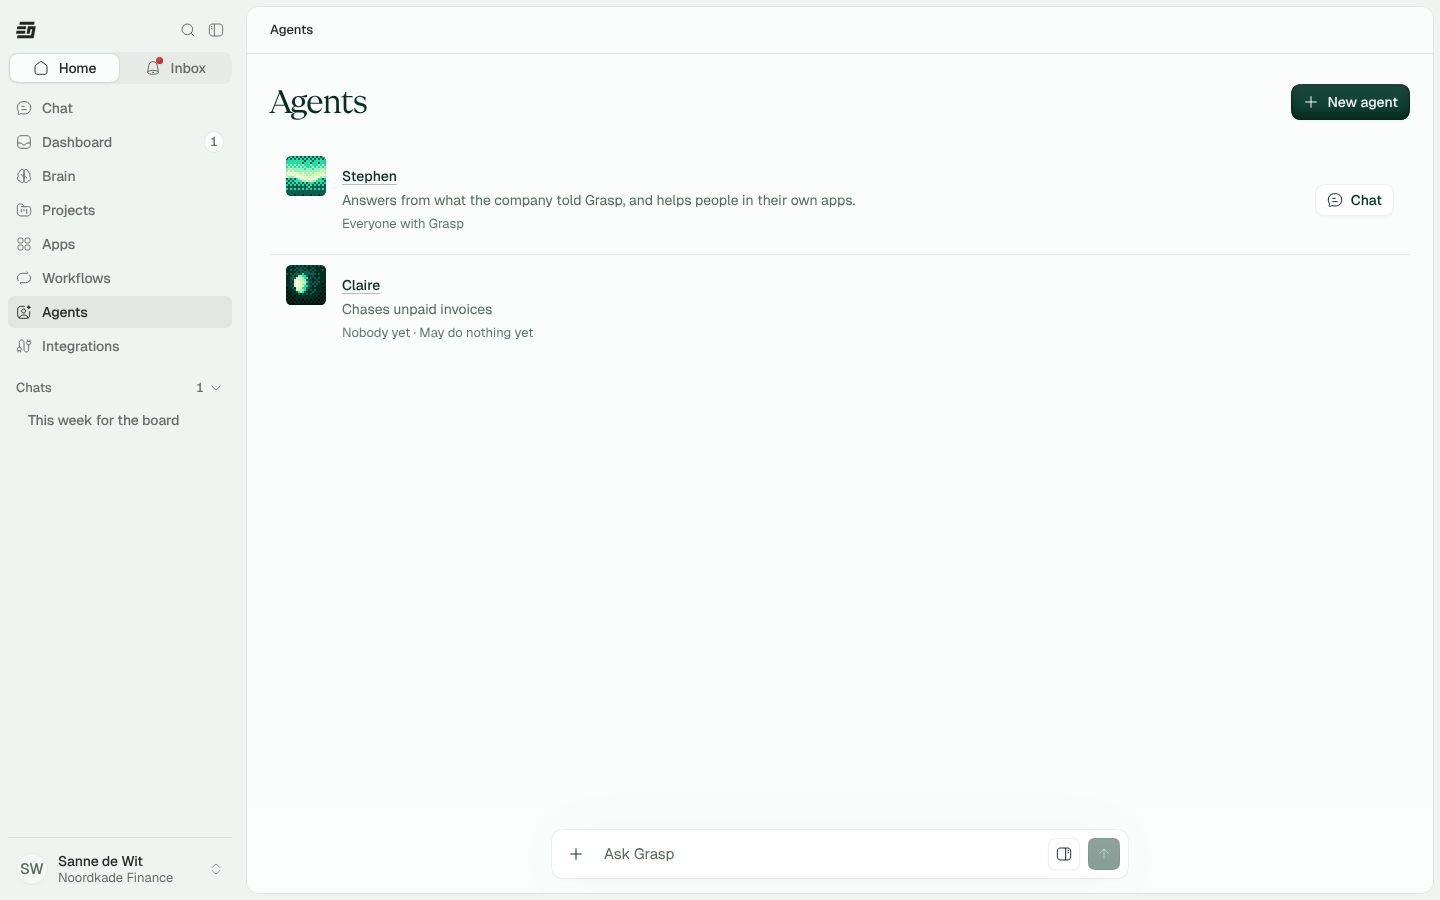 Home
Inbox
Chat
Dashboard
1
Brain
Projects
Apps
Workflows
Agents
Integrations
Chats
1
This week for the board
SW
Sanne de Wit
Noordkade Finance
Agents
Agents
New agent
Stephen
Answers from what the company told Grasp, and helps people in their own apps.
Everyone with Grasp
Chat
Claire
Chases unpaid invoices
Nobody yet · May do nothing yet
Ask Grasp